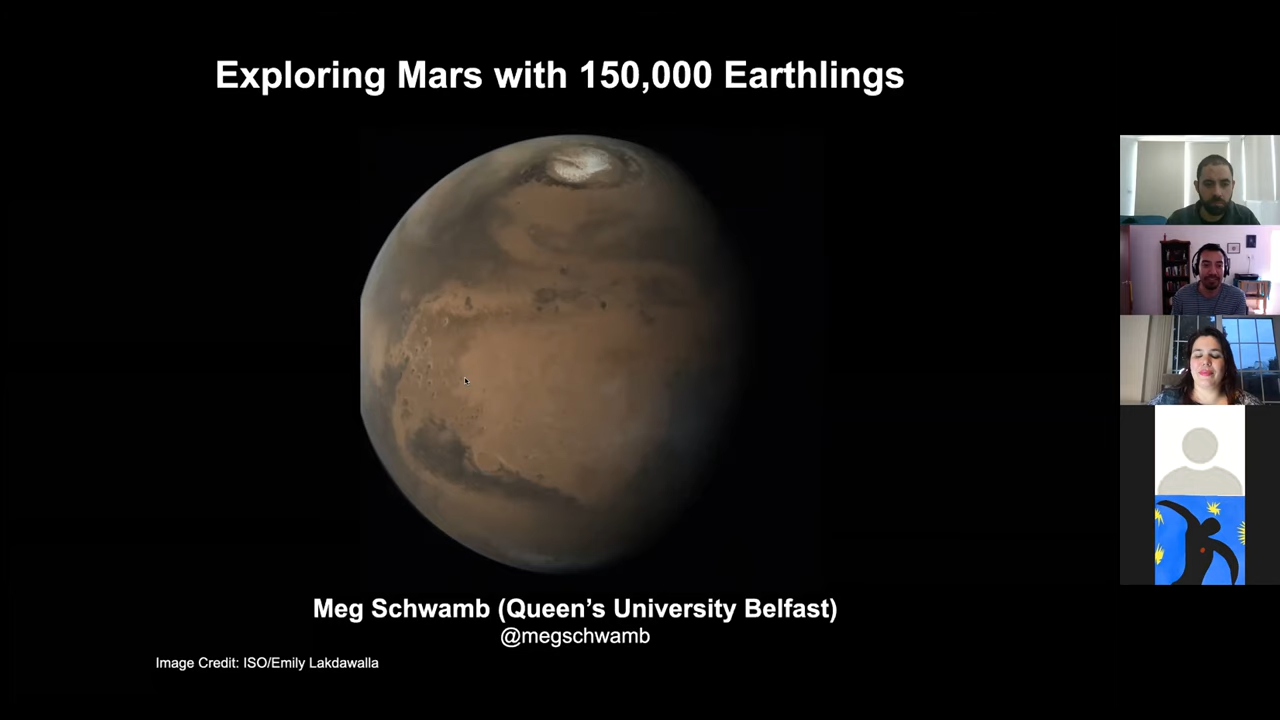 Exploring Mars with 150,000 Earthlings
Meg Schwamb (Queen's University Belfast)
@megschwamb
Image Credit: ISO/Emily Lakdawalla